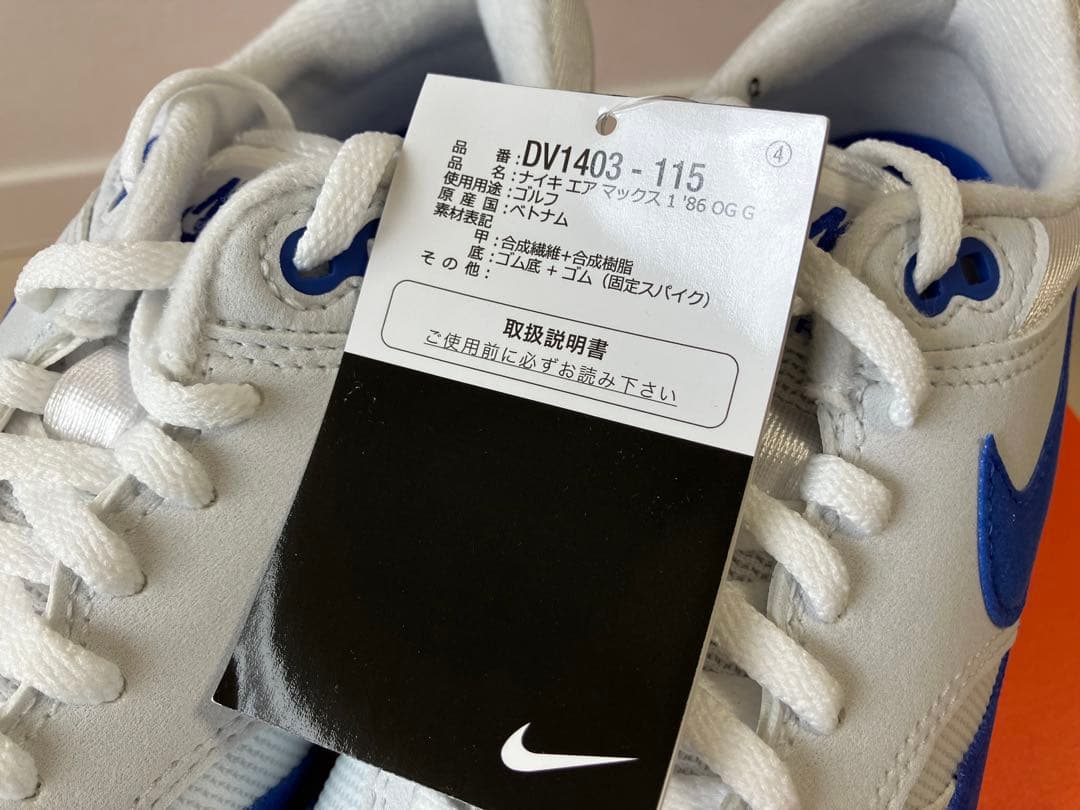 ④
品番:DV1403-115
品名:ナイキ エア マックス 1 '86 OG G
使用用途:ゴルフ
原産国:ベトナム
素材表記
甲:合成繊維+合成樹脂
底:ゴム底 + ゴム（固定スパイク）
その他:
取扱説明書
ご使用前に必ずお読み下さい